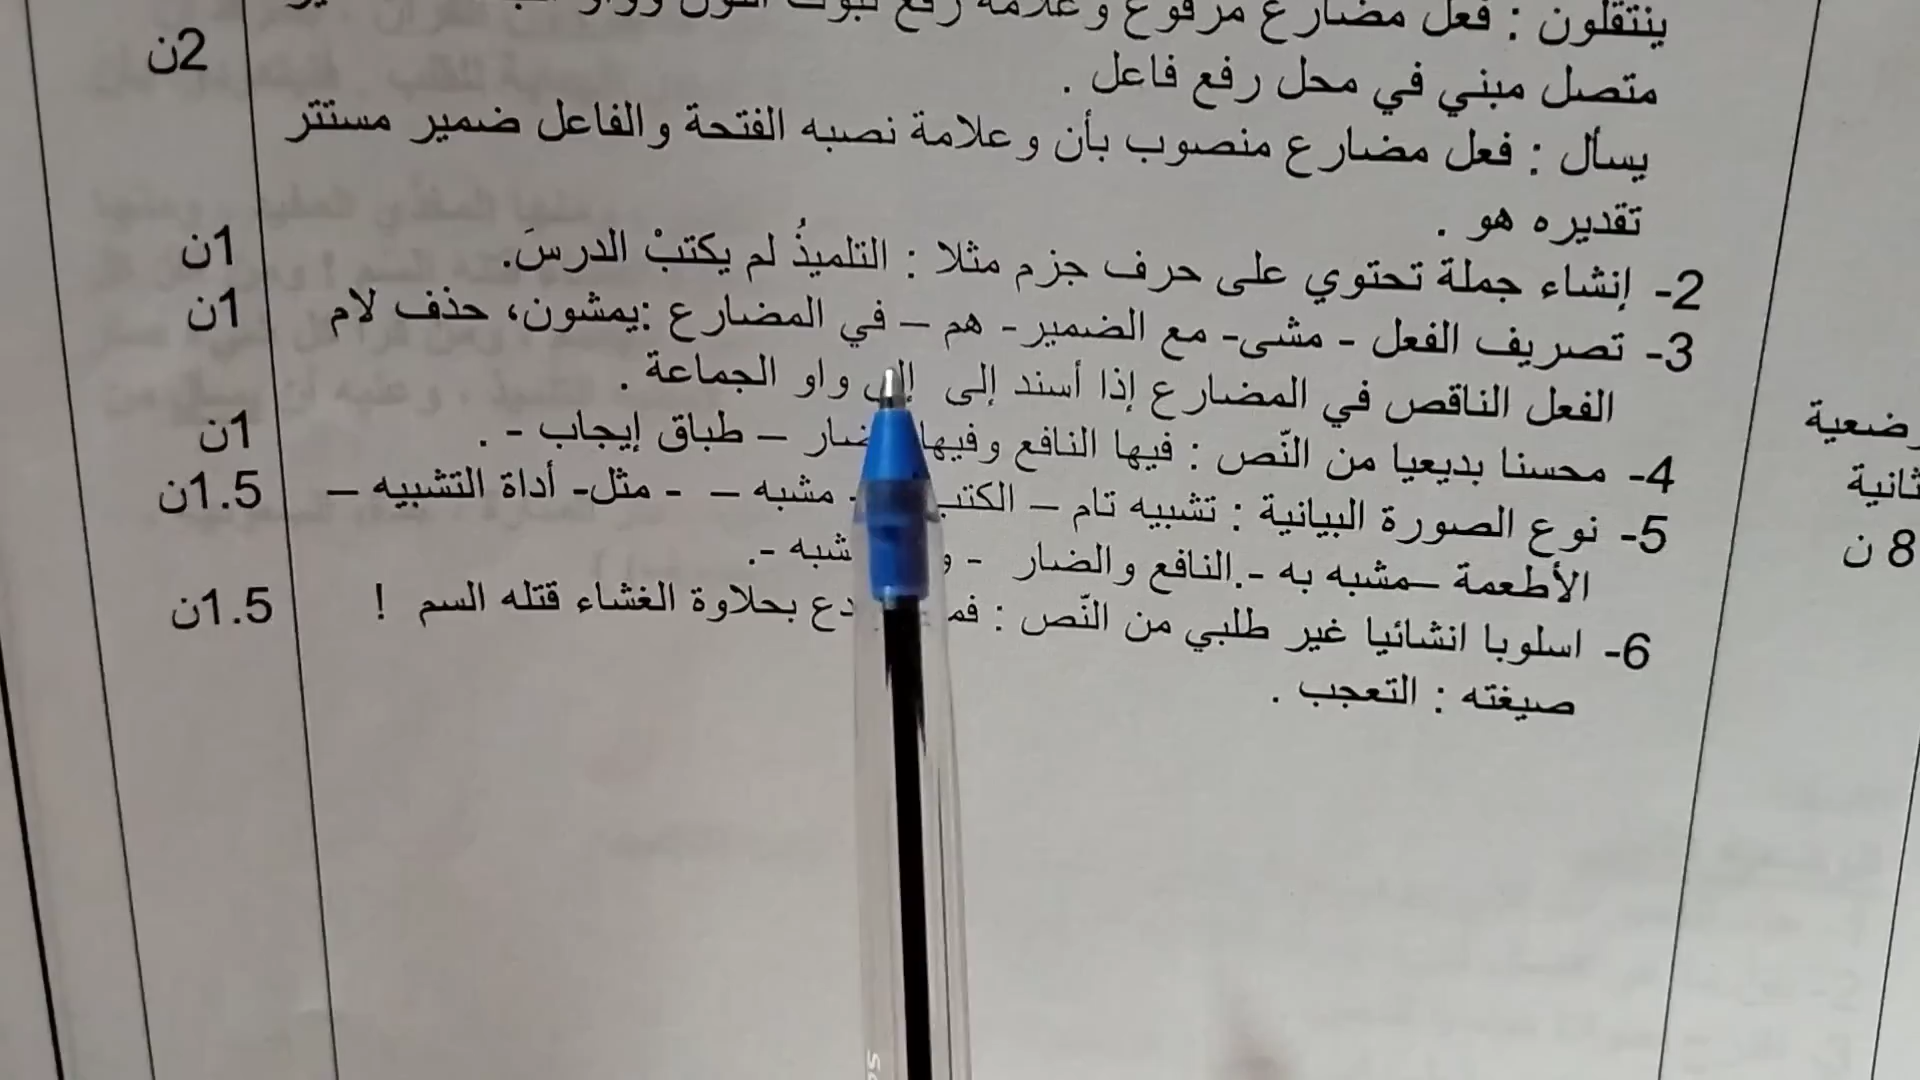 ينتقلون : فعل مضارع مرفوع وعلامة رفع ثبوت النون وواو
متصل مبني في محل رفع فاعل .
2ن
يسأل : فعل مضارع منصوب بأن وعلامة نصبه الفتحة والفاعل ضمير مستتر
تقديره هو .
2- إنشاء جملة تحتوي على حرف جزم مثلا : التلميذُ لم يكتبْ الدرسَ.
1ن
3- تصريف الفعل - مشى- مع الضمير- هم – في المضارع :يمشون، حذف لام
1ن
الفعل الناقص في المضارع إذا أسند إلى إلى واو الجماعة .
4- محسنا بديعيا من النّص : فيها النافع وفيها – طباق إيجاب - .
1ن
5- نوع الصورة البيانية : تشبيه تام – مشبه – - مثل- أداة التشبيه –
1.5ن
الأطعمة –مشبه به -.النافع والضار -  -.
6- اسلوبا انشائيا غير طلبي من النّص : بحلاوة الغشاء قتله السم !
1.5ن
صيغته : التعجب .
8 ن